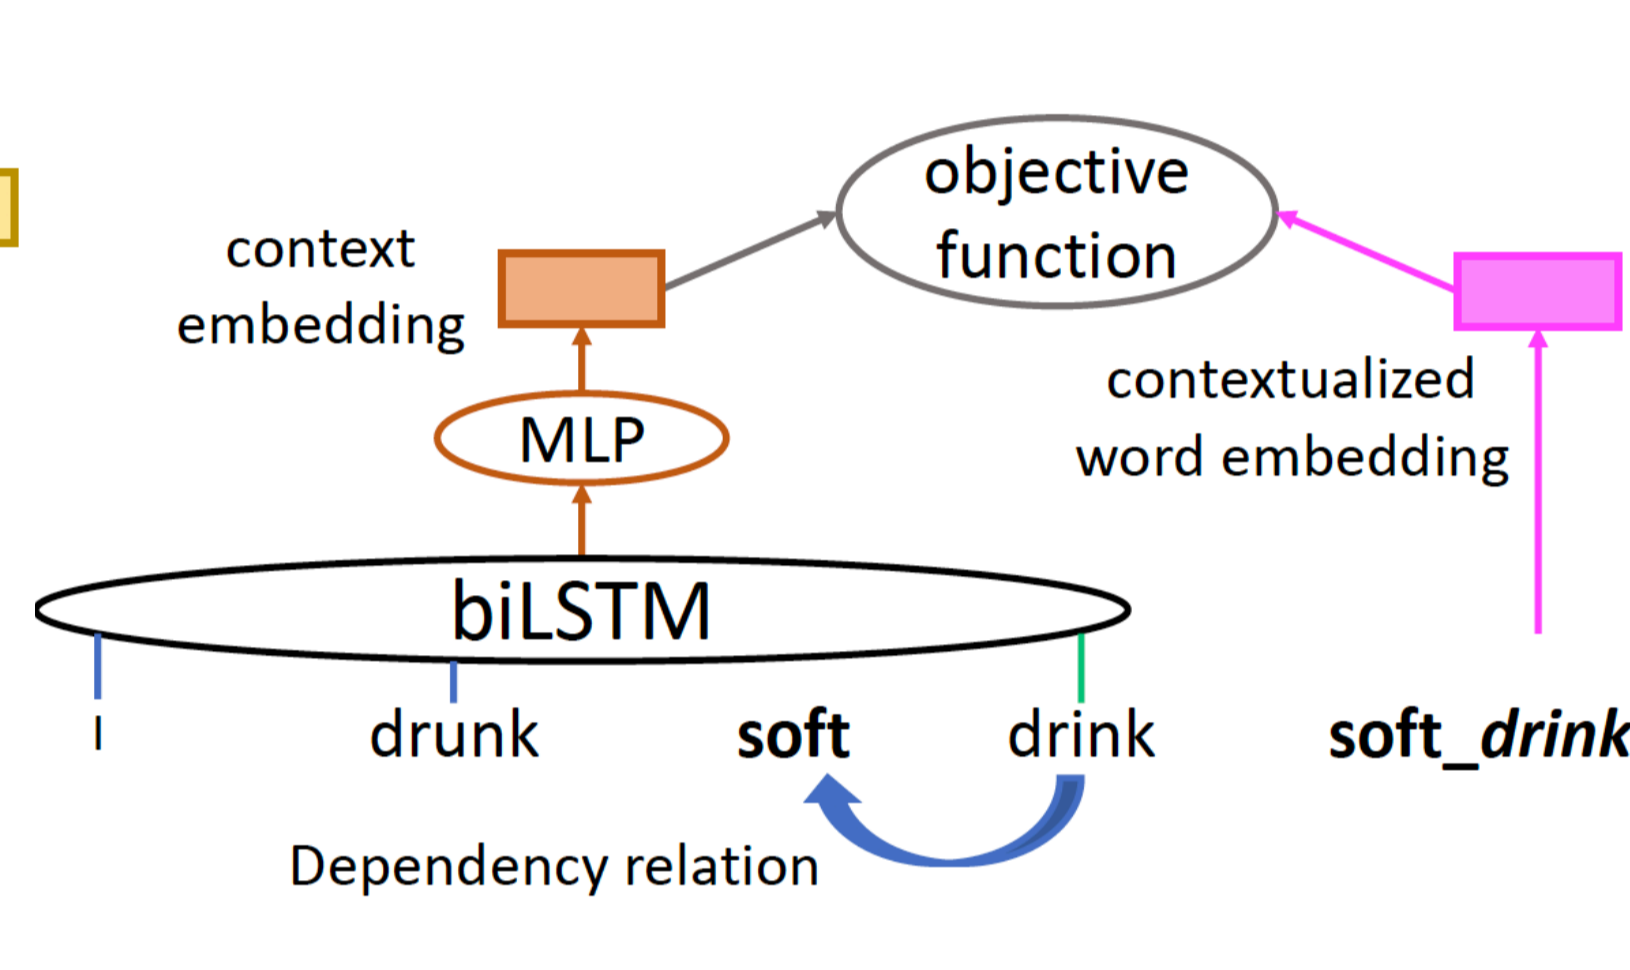 objective
function
context
embedding
contextualized
word embedding
MLP
biLSTM
I drunk soft drink soft_drink
Dependency relation